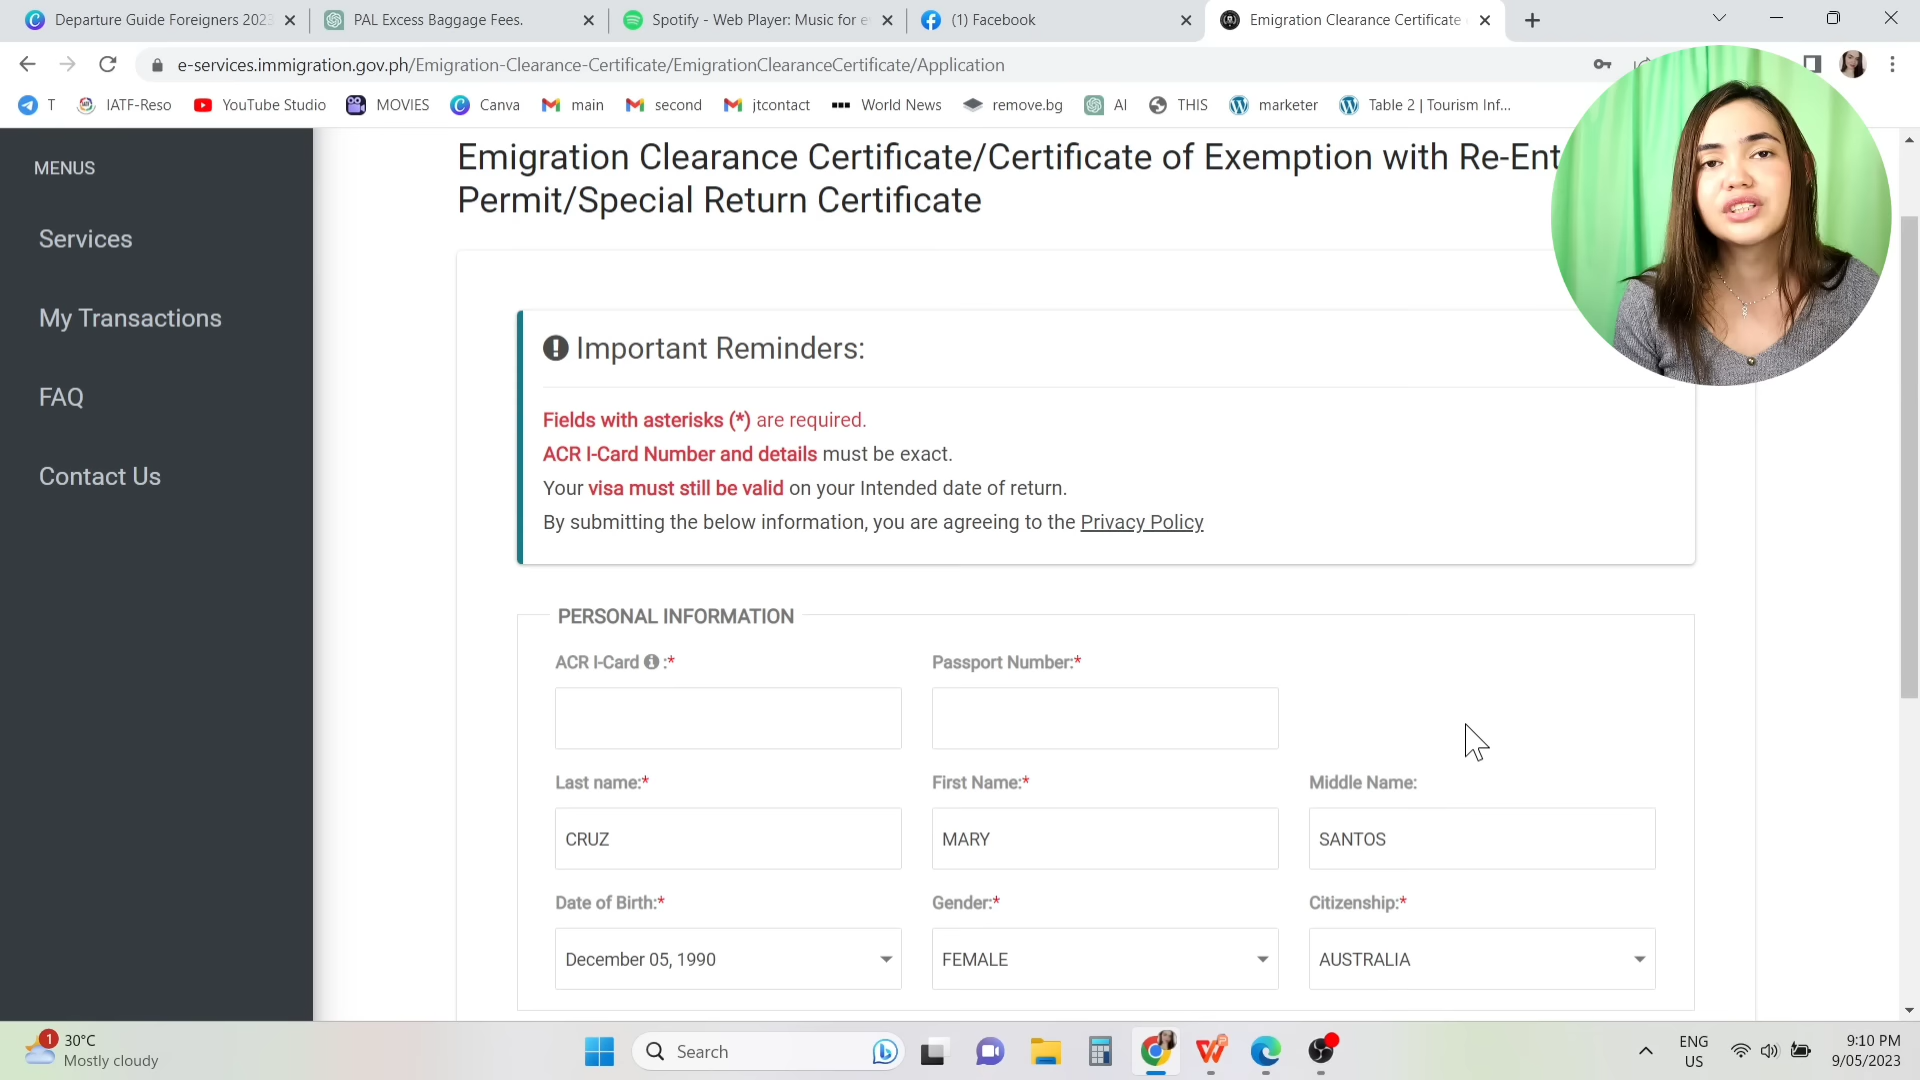 Departure Guide Foreigners 2023
PAL Excess Baggage Fees.
Spotify - Web Player: Music for e
(1) Facebook
Emigration Clearance Certificate
e-services.immigration.gov.ph/Emigration-Clearance-Certificate/EmigrationClearanceCertificate/Application
T
IATF-Reso
YouTube Studio
MOVIES
Canva
main
second
jtcontact
World News
remove.bg
AI
THIS
marketer
Table 2 | Tourism Inf...
MENUS
Services
My Transactions
FAQ
Contact Us
Emigration Clearance Certificate/Certificate of Exemption with Re-Ent
Permit/Special Return Certificate
Important Reminders:
Fields with asterisks (*) are required.
ACR I-Card Number and details must be exact.
Your visa must still be valid on your Intended date of return.
By submitting the below information, you are agreeing to the Privacy Policy
PERSONAL INFORMATION
ACR I-Card :*
Passport Number:*
Last name:*
First Name:*
Middle Name:
CRUZ
MARY
SANTOS
Date of Birth:*
Gender:*
Citizenship:*
December 05, 1990
FEMALE
AUSTRALIA
1
30°C
Mostly cloudy
Search
ENG
US
9:10 PM
9/05/2023